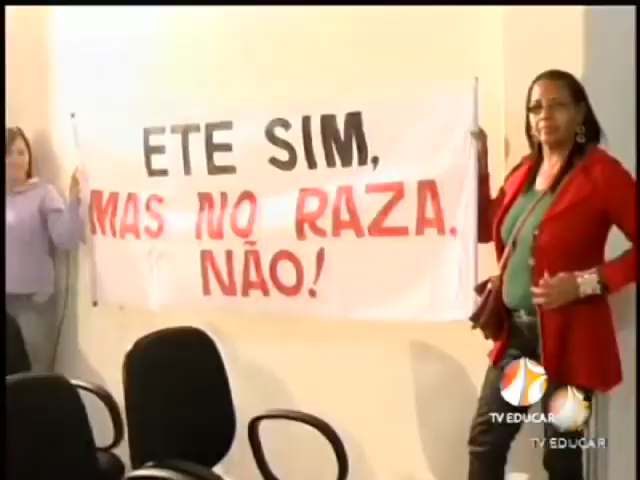 ETE SIM,
MAS NO RAZA,
NÃO!
TV EDUCAR
TV EDUCAR